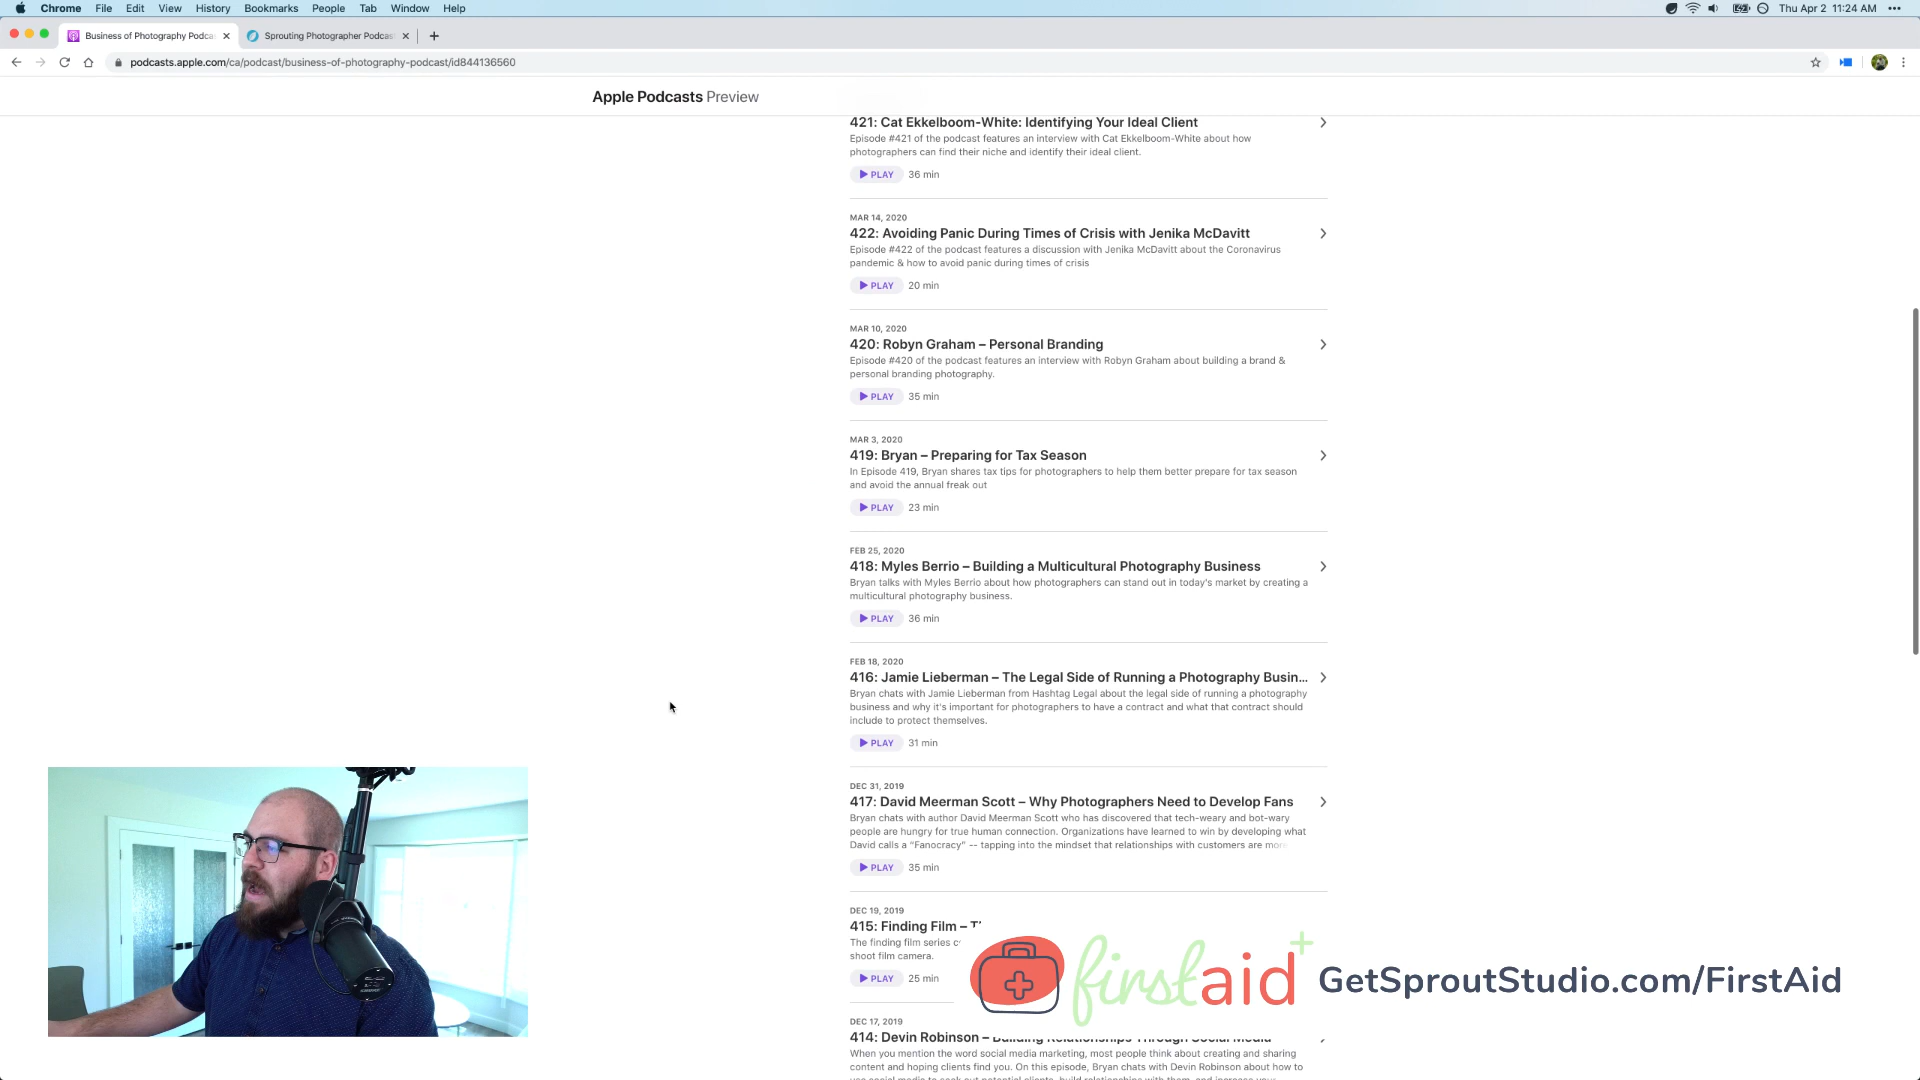 Chrome File Edit View History Bookmarks People Tab Window Help
Thu Apr 2 11:24 AM
Business of Photography Podca
Sprouting Photographer Podcas
podcasts.apple.com/ca/podcast/business-of-photography-podcast/id844136560
Apple Podcasts Preview
421: Cat Ekkelboom-White: Identifying Your Ideal Client
Episode #421 of the podcast features an interview with Cat Ekkelboom-White about how
photographers can find their niche and identify their ideal client.
PLAY 36 min
MAR 14, 2020
422: Avoiding Panic During Times of Crisis with Jenika McDavitt
Episode #422 of the podcast features a discussion with Jenika McDavitt about the Coronavirus
pandemic & how to avoid panic during times of crisis
PLAY 20 min
MAR 10, 2020
420: Robyn Graham – Personal Branding
Episode #420 of the podcast features an interview with Robyn Graham about building a brand &
personal branding photography.
PLAY 35 min
MAR 3, 2020
419: Bryan – Preparing for Tax Season
In Episode 419, Bryan shares tax tips for photographers to help them better prepare for tax season
and avoid the annual freak out
PLAY 23 min
FEB 25, 2020
418: Myles Berrio – Building a Multicultural Photography Business
Bryan talks with Myles Berrio about how photographers can stand out in today's market by creating a
multicultural photography business.
PLAY 36 min
FEB 18, 2020
416: Jamie Lieberman – The Legal Side of Running a Photography Busin...
Bryan chats with Jamie Lieberman from Hashtag Legal about the legal side of running a photography
business and why it's important for photographers to have a contract and what that contract should
include to protect themselves.
PLAY 31 min
DEC 31, 2019
417: David Meerman Scott – Why Photographers Need to Develop Fans
Bryan chats with author David Meerman Scott who has discovered that tech-weary and bot-wary
people are hungry for true human connection. Organizations have learned to win by developing what
David calls a “Fanocracy” -- tapping into the mindset that relationships with customers are more
PLAY 35 min
DEC 19, 2019
415: Finding Film –
The finding film series
shoot film camera.
PLAY 25 min
first aid+ GetSproutStudio.com/FirstAid
DEC 17, 2019
414: Devin Robinson – Building Relationships Through Social Media
When you mention the word social media marketing, most people think about creating and sharing
content and hoping clients find you. On this episode, Bryan chats with Devin Robinson about how to